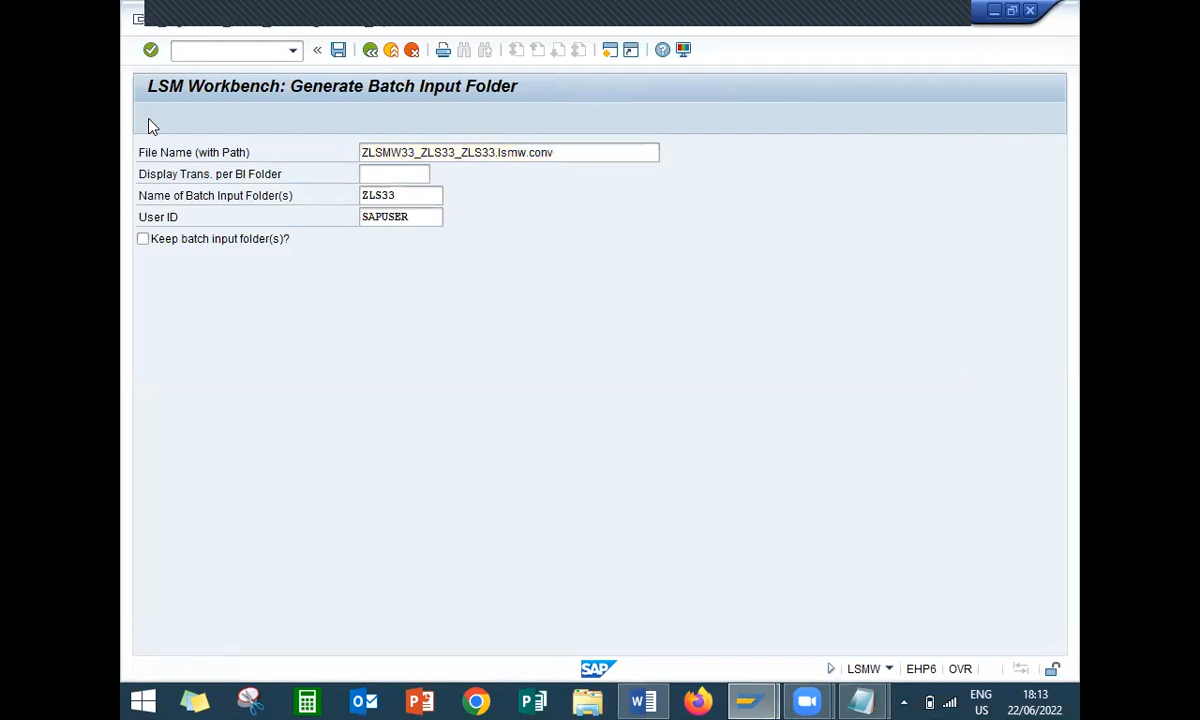 LSM Workbench: Generate Batch Input Folder
File Name (with Path) ZLSMW33_ZLS33_ZLS33.lsmw.conv
Display Trans. per BI Folder
Name of Batch Input Folder(s) ZLS33
User ID SAPUSER
Keep batch input folder(s)?
SAP
LSMW EHP6 OVR
ENG 18:13
US 22/06/2022